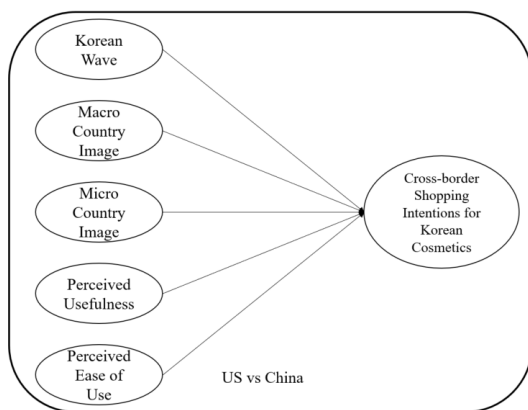 Korean
Wave
Macro
Country
Image
Micro
Country
Image
Perceived
Usefulness
Perceived
Ease of
Use
Cross-border
Shopping
Intentions for
Korean
Cosmetics
US vs China